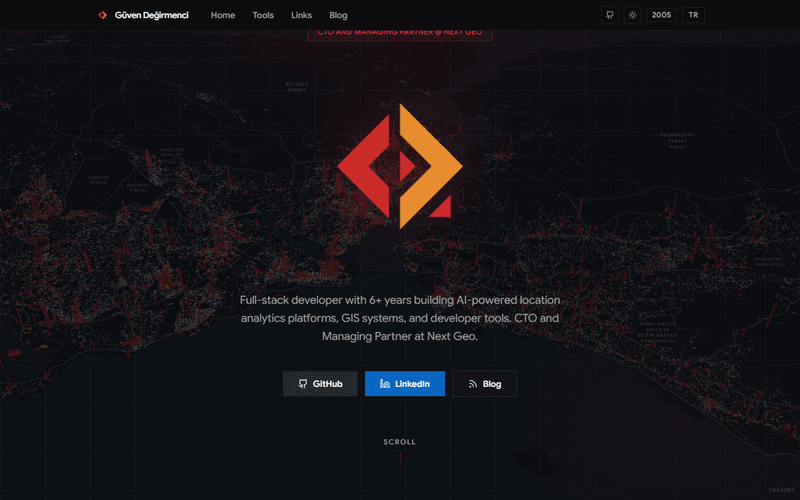 Güven Değirmenci
Home
Tools
Links
Blog
2005
TR
CTO AND MANAGING PARTNER @ NEXT GEO
BELGRAD
FOREST
Full-stack developer with 6+ years building AI-powered location
analytics platforms, GIS systems, and developer tools. CTO and
Managing Partner at Next Geo.
GitHub
LinkedIn
Blog
SCROLL